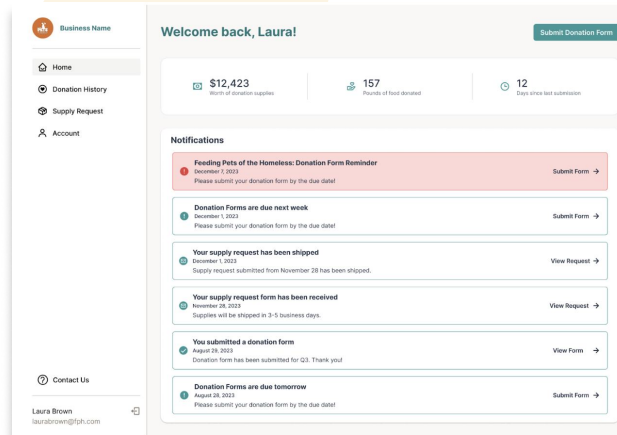 Business Name
Home
Donation History
Supply Request
Account
Contact Us
Laura Brown
laurabrown@fph.com
Welcome back, Laura!
Submit Donation Form
$12,423
Worth of donation supplies
157
Pounds of food donated
12
Days since last submission
Notifications
Feeding Pets of the Homeless: Donation Form Reminder
December 7, 2023
Please submit your donation form by the due date!
Submit Form
Donation Forms are due next week
December 1, 2023
Please submit your donation form by the due date!
Submit Form
Your supply request has been shipped
December 1, 2023
Supply request submitted from November 28 has been shipped.
View Request
Your supply request form has been received
November 28, 2023
Supplies will be shipped in 3-5 business days.
View Request
You submitted a donation form
August 29, 2023
Donation form has been submitted for Q3. Thank you!
View Form
Donation Forms are due tomorrow
August 28, 2023
Please submit your donation form by the due date!
Submit Form